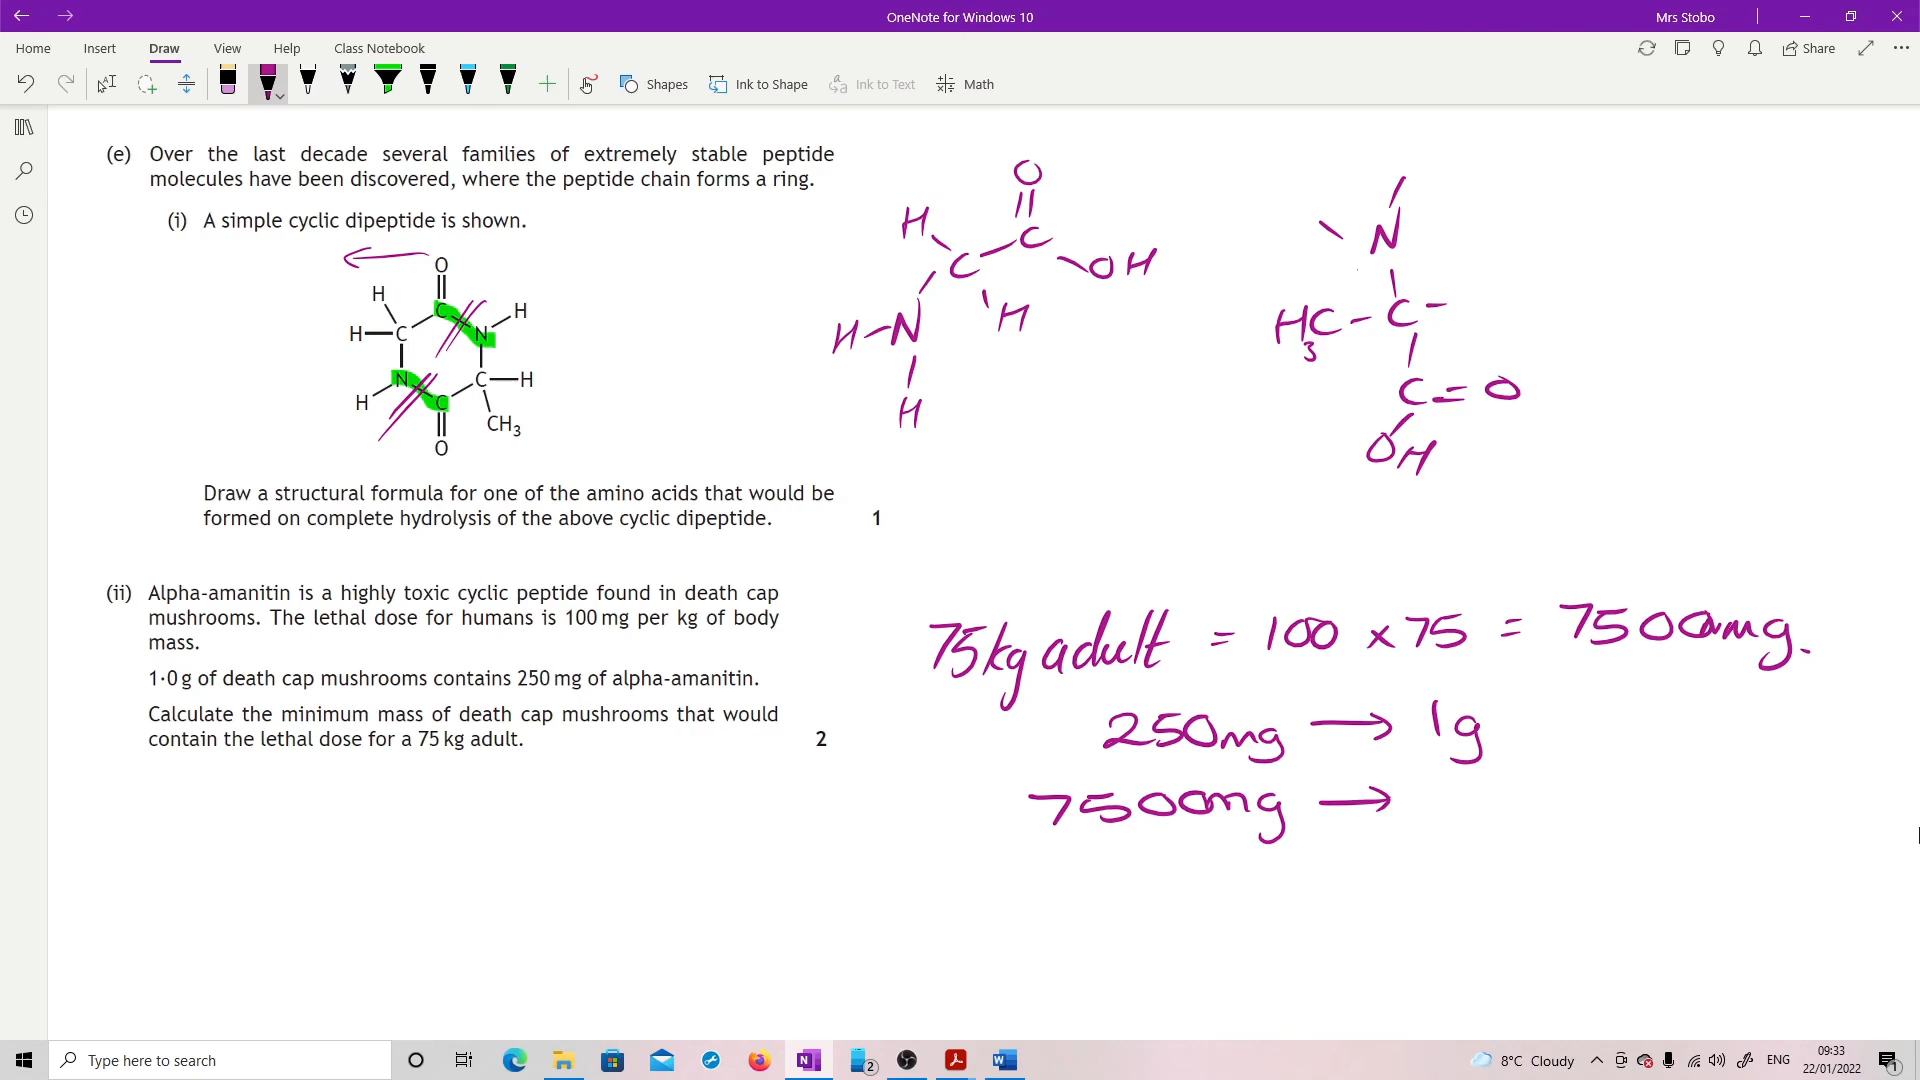 OneNote for Windows 10
Mrs Stobo
Home Insert Draw View Help Class Notebook
Share
Shapes Ink to Shape Ink to Text Math
(e) Over the last decade several families of extremely stable peptide
molecules have been discovered, where the peptide chain forms a ring.
(i) A simple cyclic dipeptide is shown.
O
H
C
H
H
C
N
N
C
H
H
C
CH3
O
Draw a structural formula for one of the amino acids that would be
formed on complete hydrolysis of the above cyclic dipeptide. 1
(ii) Alpha-amanitin is a highly toxic cyclic peptide found in death cap
mushrooms. The lethal dose for humans is 100 mg per kg of body
mass.
1·0 g of death cap mushrooms contains 250 mg of alpha-amanitin.
Calculate the minimum mass of death cap mushrooms that would
contain the lethal dose for a 75 kg adult. 2
O
H
C
C
OH
H
H-N
H
N
H3C-C-
C=O
OH
75kg adult = 100 x 75 = 7500mg.
250mg → 1g
7500mg →
Type here to search
2
8°C Cloudy
ENG
09:33
22/01/2022
1